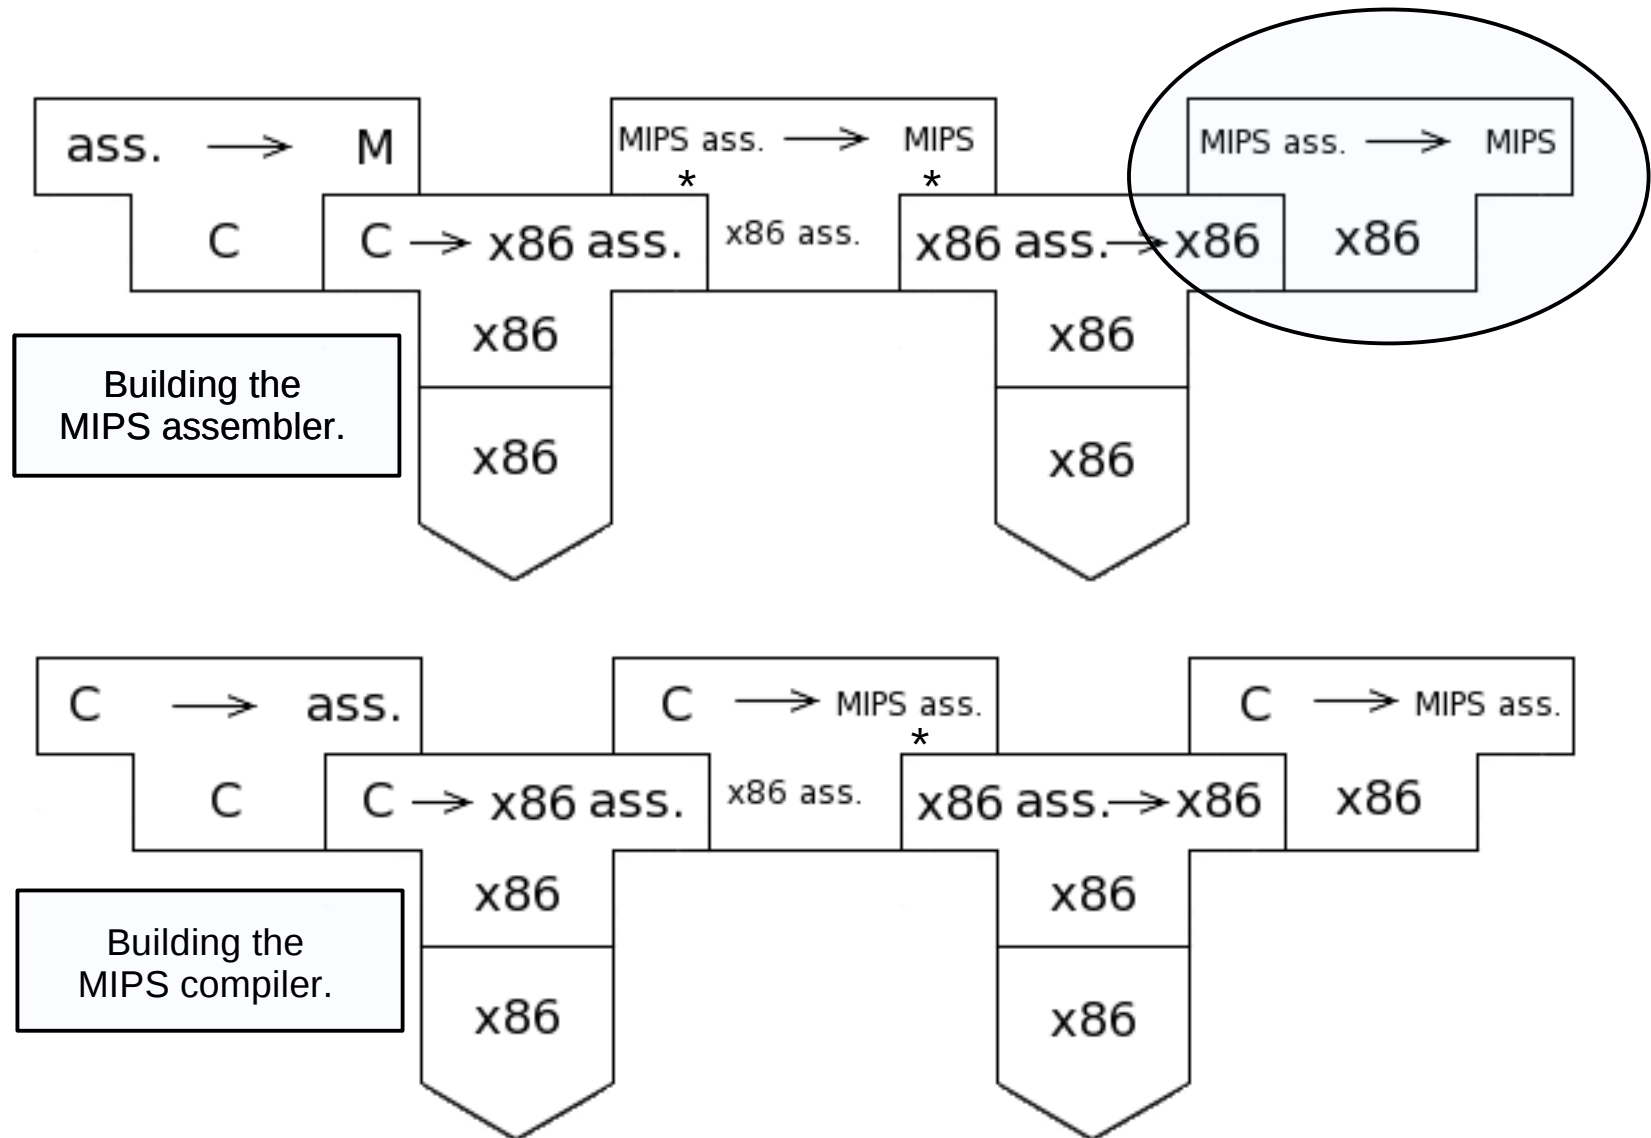 ass. → M
MIPS ass. → MIPS
MIPS ass. → MIPS
* *
C
C → x86 ass.
x86 ass.
x86 ass. → x86
x86
x86
x86
Building the
MIPS assembler.
x86
x86
C → ass.
C → MIPS ass.
C → MIPS ass.
*
C
C → x86 ass.
x86 ass.
x86 ass. → x86
x86
x86
x86
Building the
MIPS compiler.
x86
x86